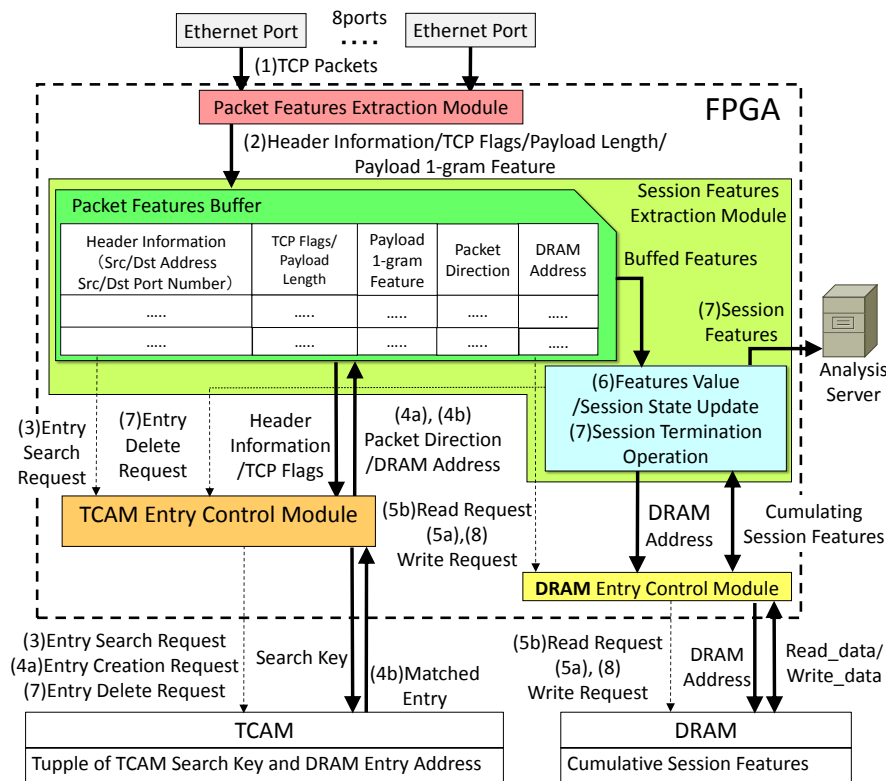 8ports
Ethernet Port
.....
Ethernet Port
(1)TCP Packets
FPGA
Packet Features Extraction Module
(2)Header Information/TCP Flags/Payload Length/
Payload 1-gram Feature
Session Features
Extraction Module
Packet Features Buffer
Header Information
(Src/Dst Address
Src/Dst Port Number)
TCP Flags/
Payload
Length
Payload
1-gram
Feature
Packet
Direction
DRAM
Address
..... ..... ..... ..... .....
..... ..... ..... ..... .....
Buffed Features
(7)Session
Features
Analysis
Server
(6)Features Value
/Session State Update
(7)Session Termination
Operation
(3)Entry
Search
Request
(7)Entry
Delete
Request
Header
Information
/TCP Flags
(4a), (4b)
Packet Direction
/DRAM Address
TCAM Entry Control Module
(5b)Read Request
(5a),(8)
Write Request
DRAM
Address
Cumulating
Session Features
DRAM Entry Control Module
(3)Entry Search Request
(4a)Entry Creation Request
(7)Entry Delete Request
Search Key
(4b)Matched
Entry
(5b)Read Request
(5a), (8)
Write Request
DRAM
Address
Read_data/
Write_data
TCAM
Tupple of TCAM Search Key and DRAM Entry Address
DRAM
Cumulative Session Features